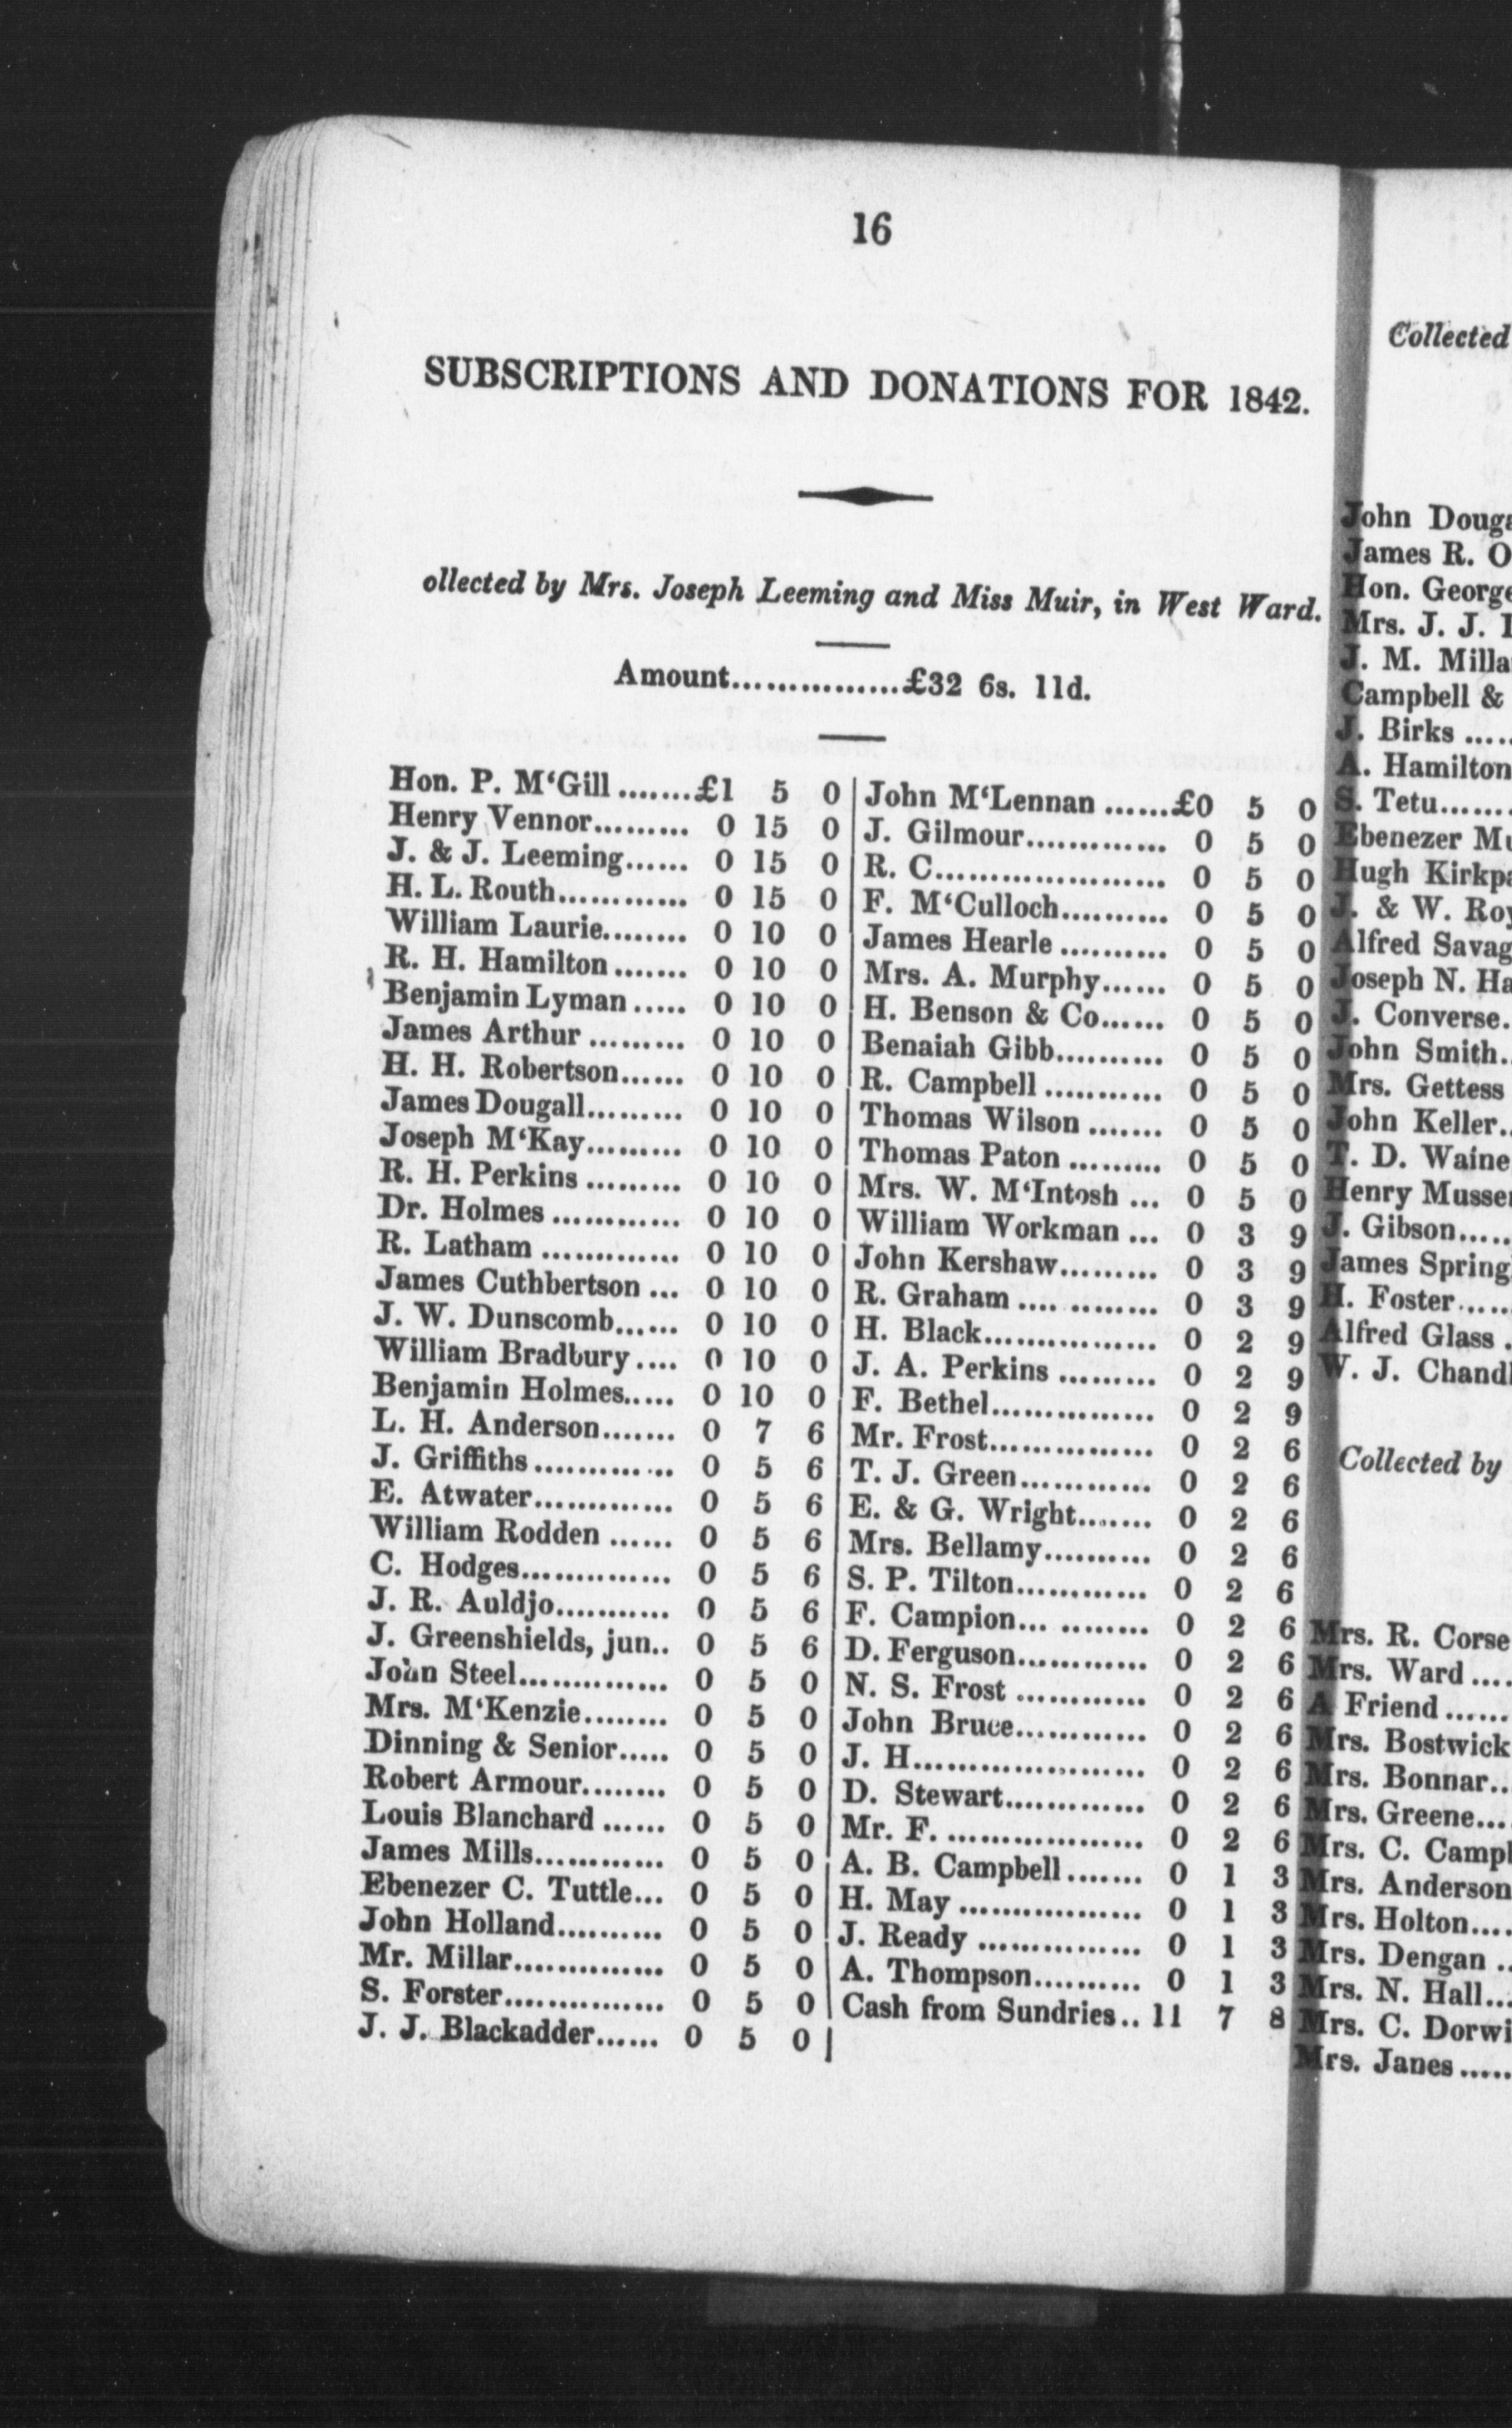 16
SUBSCRIPTIONS AND DONATIONS FOR 1842.
ollected by Mrs. Joseph Leeming and Miss Muir, in West Ward.
Amount................£32 6s. 11d.
Hon. P. M‘Gill .......£1 5 0
Henry Vennor......... 0 15 0
J. & J. Leeming...... 0 15 0
H. L. Routh............ 0 15 0
William Laurie........ 0 10 0
R. H. Hamilton ....... 0 10 0
Benjamin Lyman ..... 0 10 0
James Arthur ......... 0 10 0
H. H. Robertson...... 0 10 0
James Dougall......... 0 10 0
Joseph M‘Kay......... 0 10 0
R. H. Perkins ......... 0 10 0
Dr. Holmes ............ 0 10 0
R. Latham ............. 0 10 0
James Cuthbertson ... 0 10 0
J. W. Dunscomb...... 0 10 0
William Bradbury .... 0 10 0
Benjamin Holmes..... 0 10 0
L. H. Anderson....... 0 7 6
J. Griffiths ............. 0 5 6
E. Atwater............. 0 5 6
William Rodden ...... 0 5 6
C. Hodges.............. 0 5 6
J. R. Auldjo........... 0 5 6
J. Greenshields, jun.. 0 5 6
John Steel.............. 0 5 0
Mrs. M‘Kenzie........ 0 5 0
Dinning & Senior..... 0 5 0
Robert Armour........ 0 5 0
Louis Blanchard ...... 0 5 0
James Mills............ 0 5 0
Ebenezer C. Tuttle... 0 5 0
John Holland.......... 0 5 0
Mr. Millar.............. 0 5 0
S. Forster............... 0 5 0
J. J. Blackadder...... 0 5 0
John M‘Lennan ......£0 5 0
J. Gilmour............. 0 5 0
R. C...................... 0 5 0
F. M‘Culloch.......... 0 5 0
James Hearle .......... 0 5 0
Mrs. A. Murphy...... 0 5 0
H. Benson & Co...... 0 5 0
Benaiah Gibb.......... 0 5 0
R. Campbell ........... 0 5 0
Thomas Wilson ....... 0 5 0
Thomas Paton ......... 0 5 0
Mrs. W. M‘Intosh ... 0 5 0
William Workman ... 0 3 9
John Kershaw......... 0 3 9
R. Graham .... ......... 0 3 9
H. Black................ 0 2 9
J. A. Perkins ......... 0 2 9
F. Bethel............... 0 2 9
Mr. Frost............... 0 2 6
T. J. Green............ 0 2 6
E. & G. Wright....... 0 2 6
Mrs. Bellamy.......... 0 2 6
S. P. Tilton............ 0 2 6
F. Campion... ........ 0 2 6
D. Ferguson............ 0 2 6
N. S. Frost ............ 0 2 6
John Bruce............. 0 2 6
J. H...................... 0 2 6
D. Stewart............. 0 2 6
Mr. F. ................... 0 2 6
A. B. Campbell....... 0 1 3
H. May ................. 0 1 3
J. Ready ............... 0 1 3
A. Thompson.......... 0 1 3
Cash from Sundries.. 11 7 8
Collected
John Douga
James R. O
Hon. George
Mrs. J. J.
J. M. Milla
Campbell &
J. Birks .....
A. Hamilton
S. Tetu.......
Ebenezer Mu
Hugh Kirkpa
J. & W. Roy
Alfred Savag
Joseph N. Ha
J. Converse.
John Smith..
Mrs. Gettess
John Keller..
T. D. Waine
Henry Musse
J. Gibson.....
James Spring
H. Foster.....
Alfred Glass .
W. J. Chandl
Collected by
Mrs. R. Corse
Mrs. Ward ....
A Friend ......
Mrs. Bostwick
Mrs. Bonnar..
Mrs. Greene...
Mrs. C. Campl
Mrs. Anderson
Mrs. Holton....
Mrs. Dengan ..
Mrs. N. Hall...
Mrs. C. Dorwi
Mrs. Janes .....